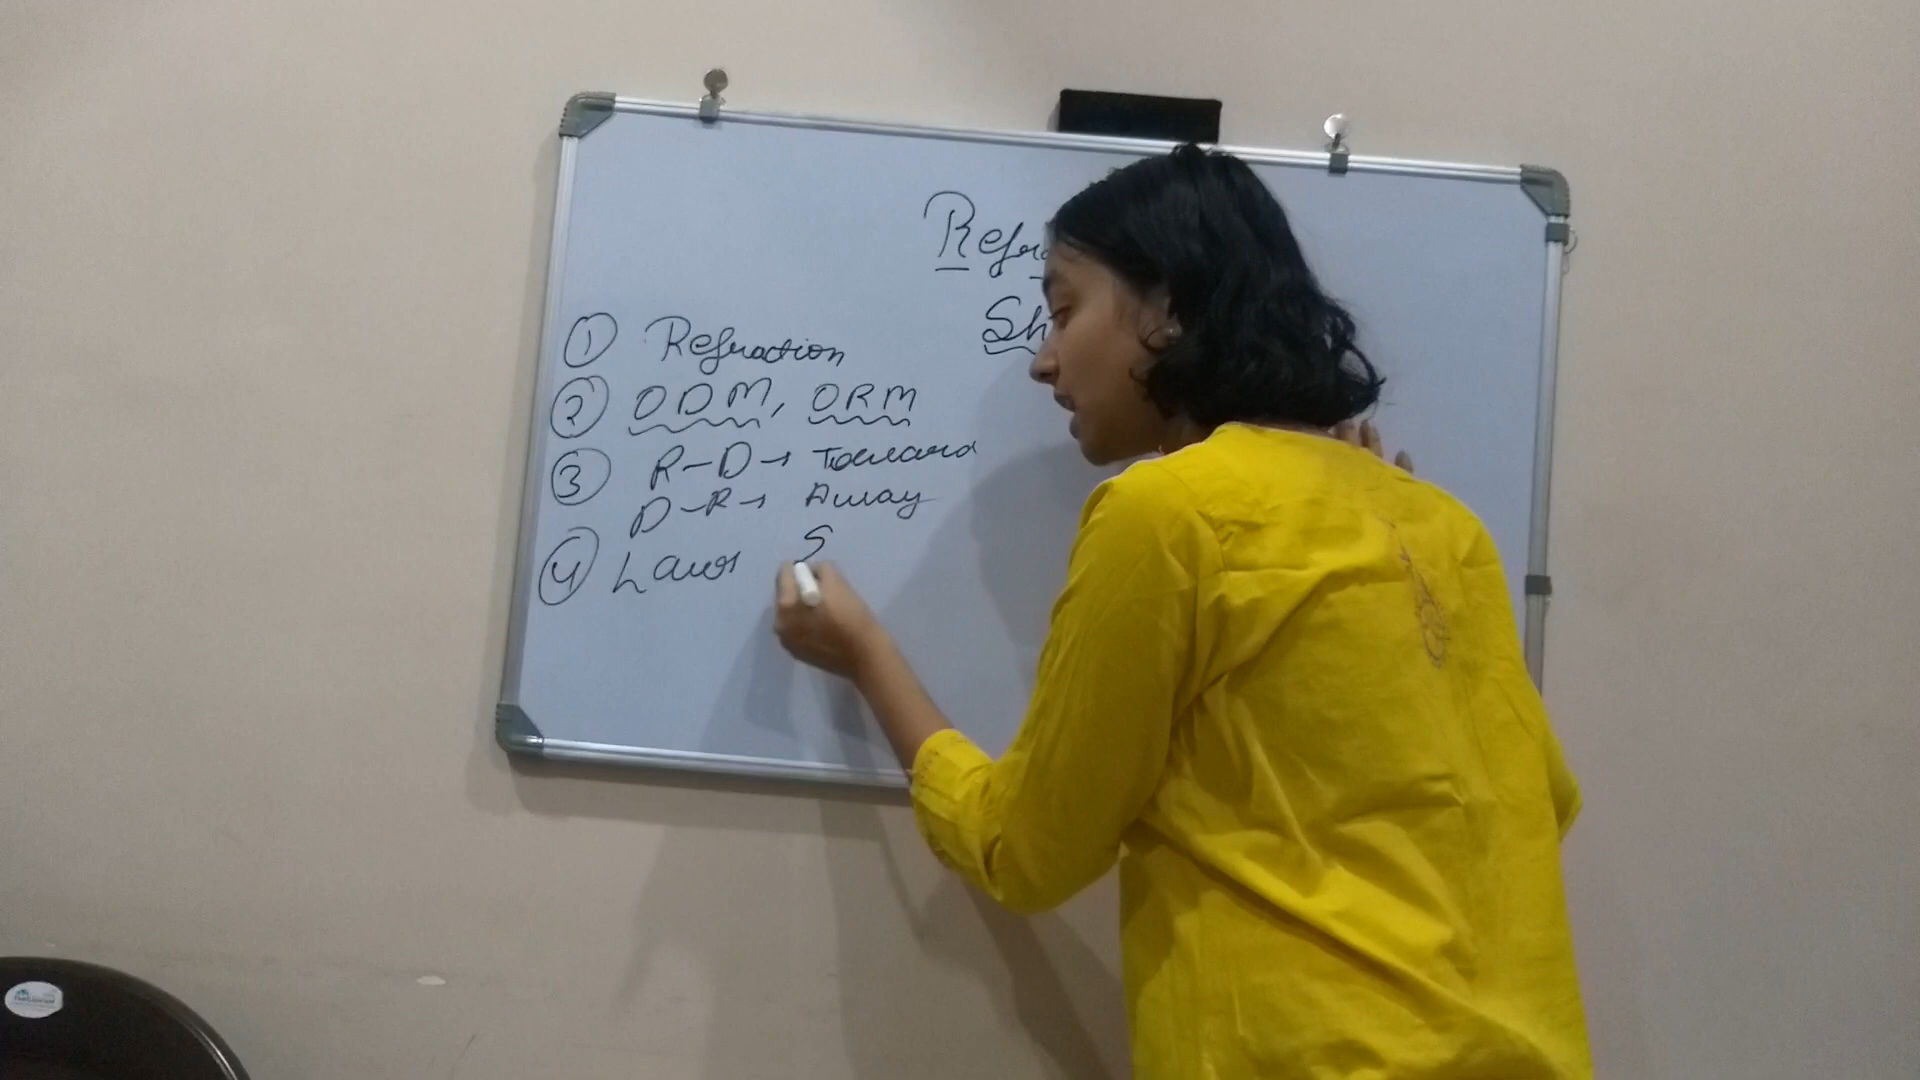 Refra
Sh
① Refraction
② ODM, ORM
③ R-D→ Toward
D-R→ Away
④ Laws S